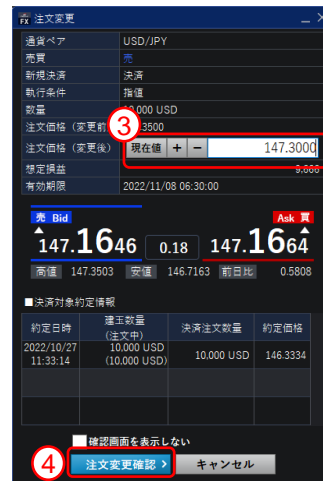 FX 注文変更
通貨ペア USD/JPY
売買 売
新規決済 決済
執行条件 指値
数量 10,000 USD
注文価格（変更前 .3500
3
注文価格（変更後） 現在値 + − 147.3000
想定損益 9.666
有効期限 2022/11/08 06:30:00
売 Bid Ask 買
147.1646 0.18 147.1664
高値 147.3503 安値 146.7163 前日比 0.5808
■決済対象約定情報
約定日時 建玉数量 決済注文数量 約定価格
(注文中)
2022/10/27 10,000 USD 10,000 USD 146.3334
11:33:14 (10,000 USD)
確認画面を表示しない
4 注文変更確認 キャンセル